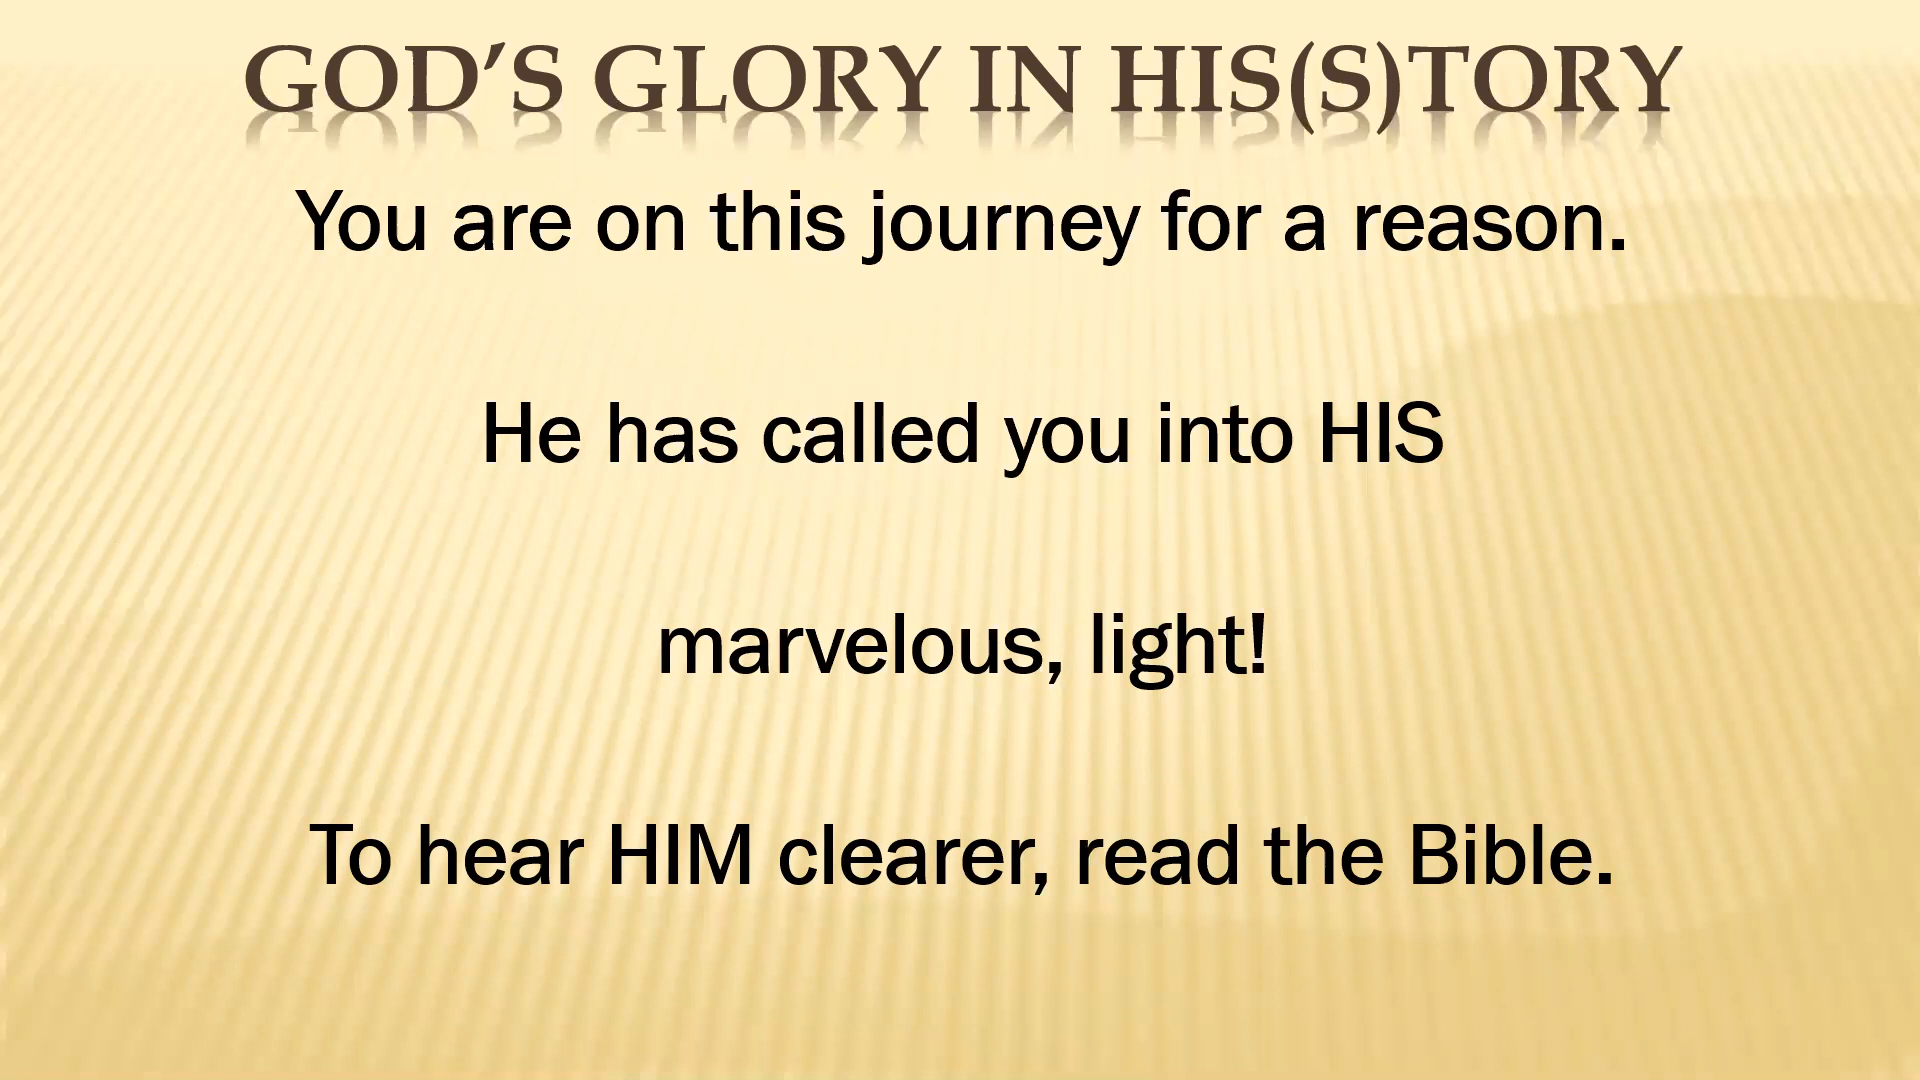 GOD’S GLORY IN HIS(S)TORY
You are on this journey for a reason.
He has called you into HIS
marvelous, light!
To hear HIM clearer, read the Bible.